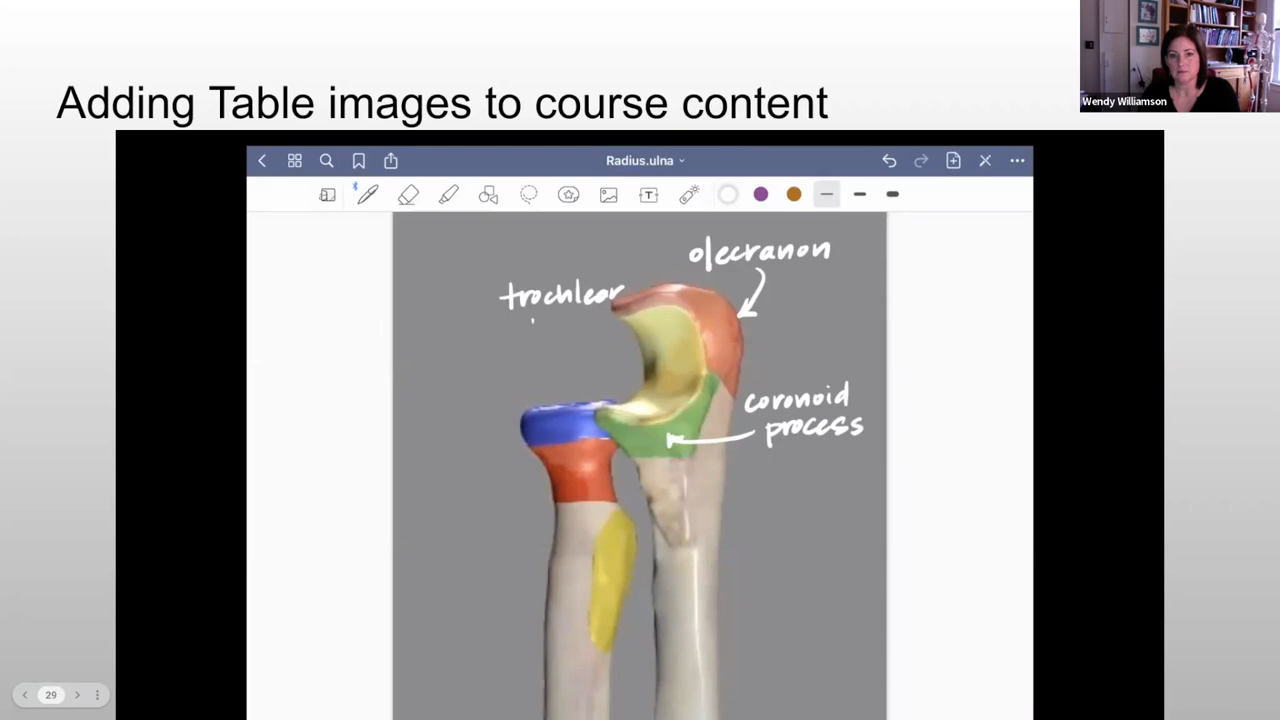 Wendy Williamson
Adding Table images to course content
Radius.ulna
T
olecranon
trochlear
coronoid
process
29